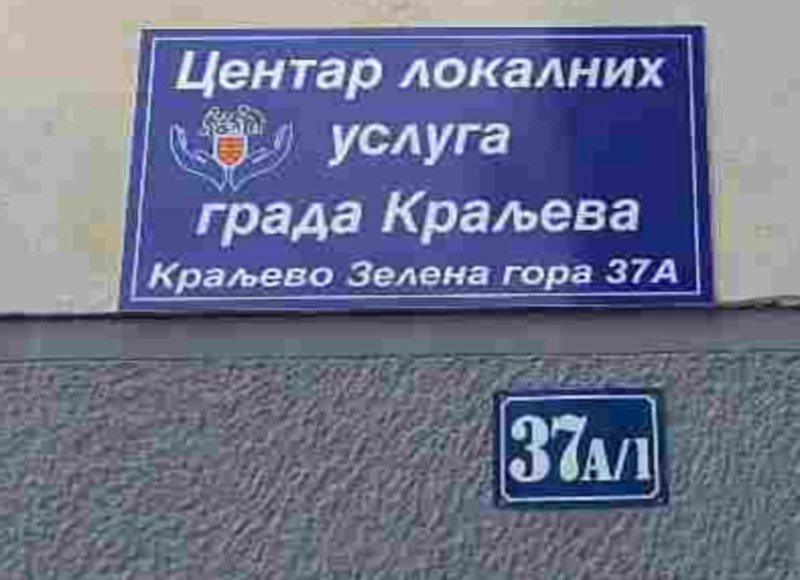 Центар локалних
услуга
града Краљева
Краљево Зелена гора 37А
37А/1